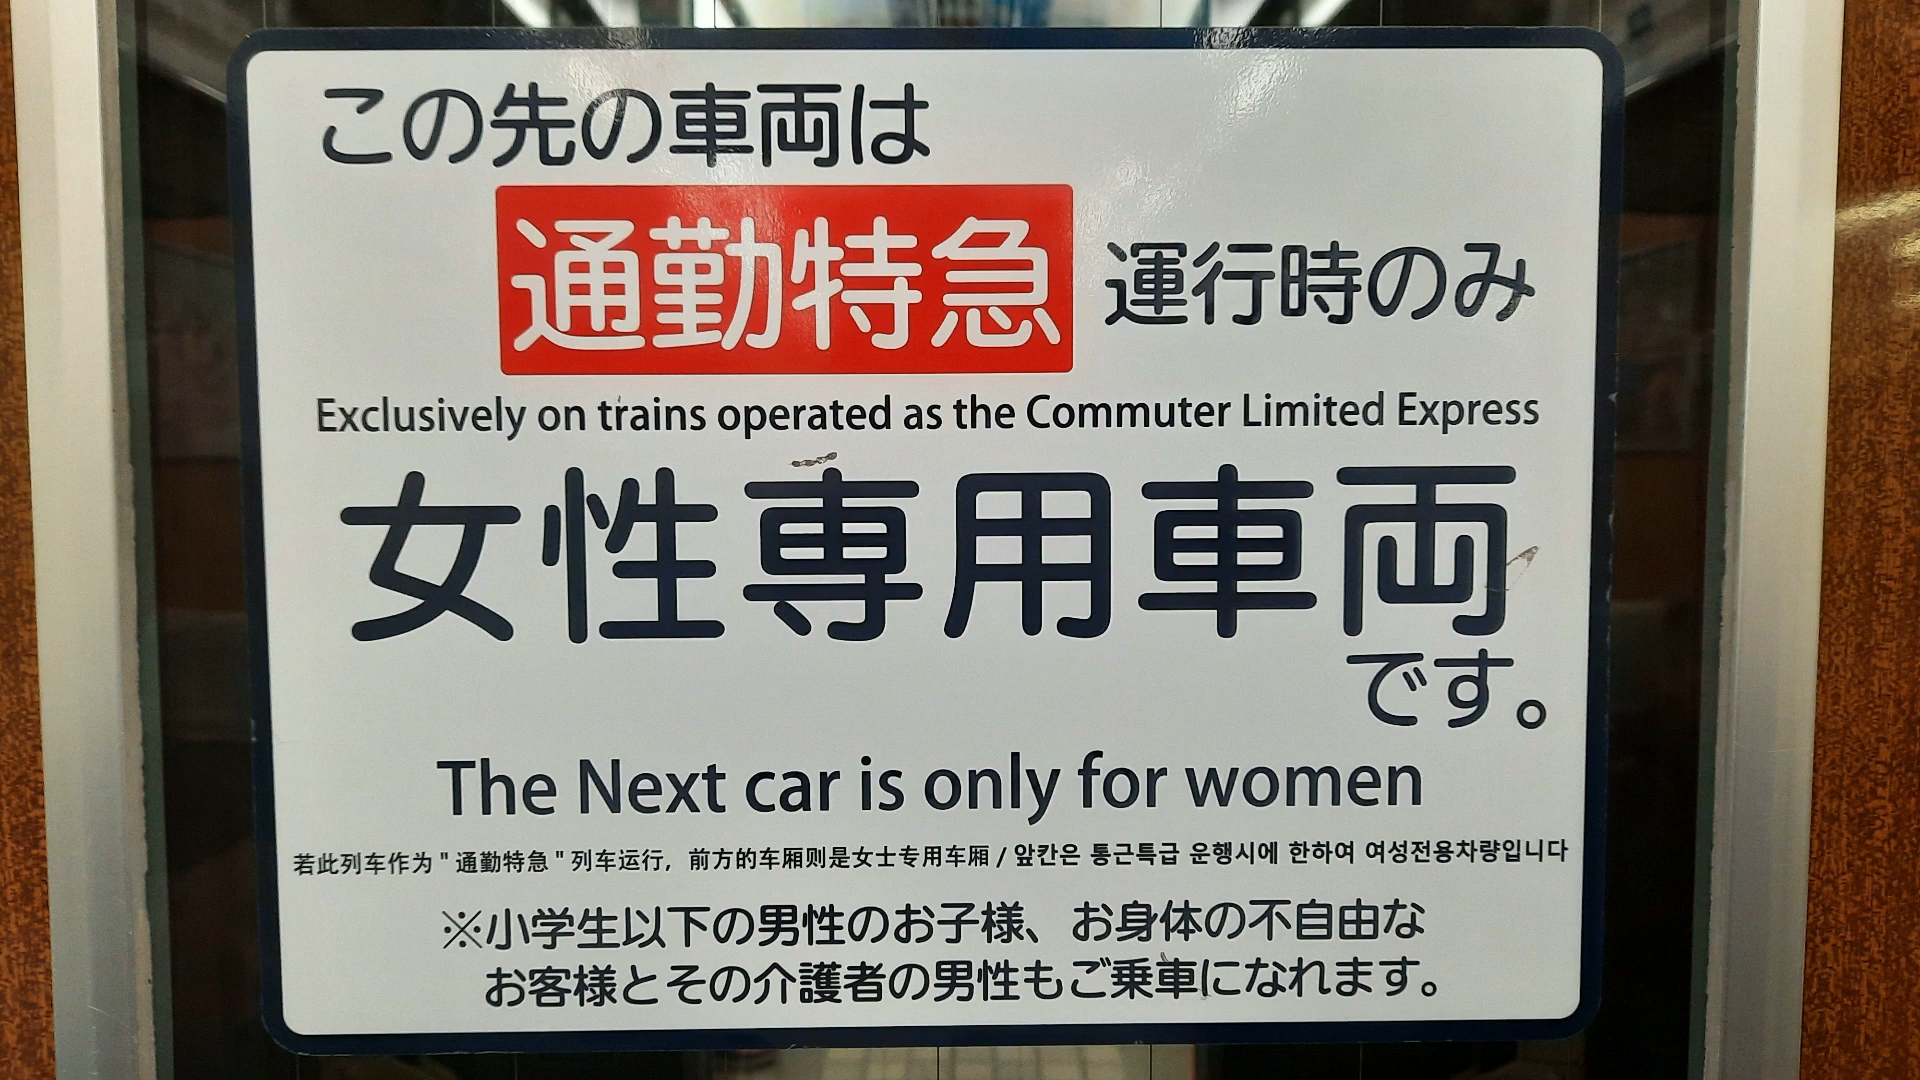 この先の車両は
通勤特急 運行時のみ
Exclusively on trains operated as the Commuter Limited Express
女性専用車両
です。
The Next car is only for women
若此列车作为"通勤特急"列车运行，前方的车厢则是女士专用车厢 / 앞칸은 통근특급 운행시에 한하여 여성전용차량입니다
※小学生以下の男性のお子様、お身体の不自由な
お客様とその介護者の男性もご乗車になれます。